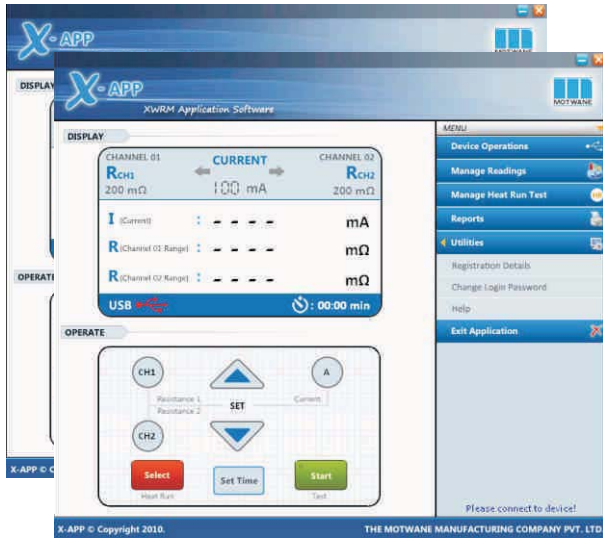 X-APP
DISPLAY
OPERATE
X-APP © C
X-APP
XWRM Application Software
MOTWANE
DISPLAY
CHANNEL 01
CURRENT
CHANNEL 02
RCH1
RCH2
200 mΩ
100 mA
200 mΩ
I (Current) : - - - - mA
R (Channel 01 Range) : - - - - mΩ
R (Channel 02 Range) : - - - - mΩ
USB
: 00:00 min
OPERATE
CH1
A
Resistance 1
Resistance 2
SET
Current
CH2
Select
Set Time
Start
Heat Run
Test
MENU
Device Operations
Manage Readings
Manage Heat Run Test
Reports
Utilities
Registration Details
Change Login Password
Help
Exit Application
Please connect to device!
X-APP © Copyright 2010.
THE MOTWANE MANUFACTURING COMPANY PVT. LTD.